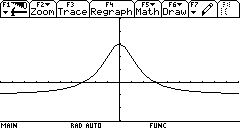 F1 F2 Zoom F3 Trace F4 Regraph F5 Math F6 Draw F7
MAIN RAD AUTO FUNC